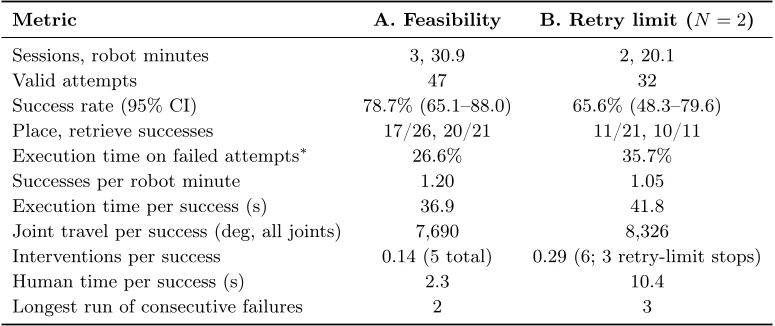 Metric A. Feasibility B. Retry limit (N = 2)
Sessions, robot minutes 3, 30.9 2, 20.1
Valid attempts 47 32
Success rate (95% CI) 78.7% (65.1–88.0) 65.6% (48.3–79.6)
Place, retrieve successes 17/26, 20/21 11/21, 10/11
Execution time on failed attempts* 26.6% 35.7%
Successes per robot minute 1.20 1.05
Execution time per success (s) 36.9 41.8
Joint travel per success (deg, all joints) 7,690 8,326
Interventions per success 0.14 (5 total) 0.29 (6; 3 retry-limit stops)
Human time per success (s) 2.3 10.4
Longest run of consecutive failures 2 3